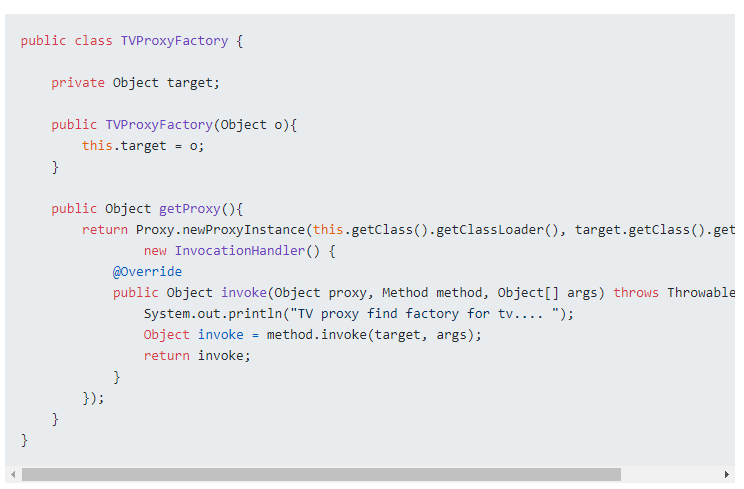 public class TVProxyFactory {
private Object target;
public TVProxyFactory(Object o){
this.target = o;
}
public Object getProxy(){
return Proxy.newProxyInstance(this.getClass().getClassLoader(), target.getClass().get
new InvocationHandler() {
@Override
public Object invoke(Object proxy, Method method, Object[] args) throws Throwable
System.out.println("TV proxy find factory for tv.... ");
Object invoke = method.invoke(target, args);
return invoke;
}
});
}
}